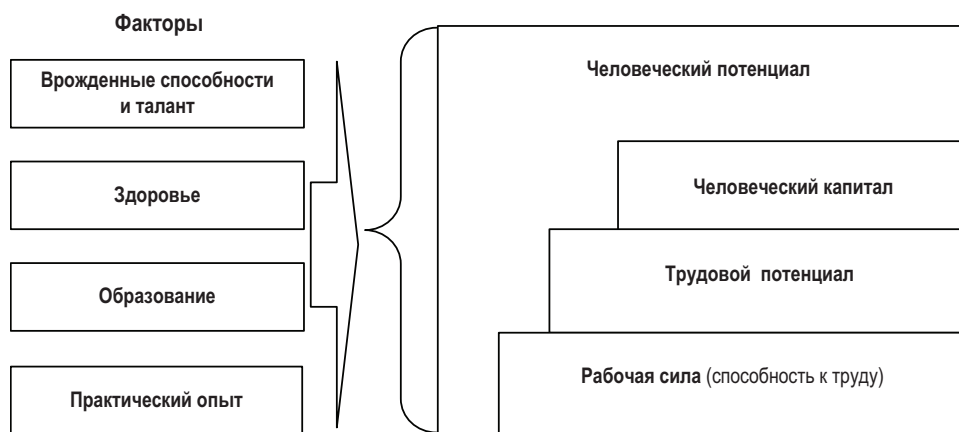 Факторы
Врожденные способности
и талант
Здоровье
Образование
Практический опыт
Человеческий потенциал
Человеческий капитал
Трудовой потенциал
Рабочая сила (способность к труду)